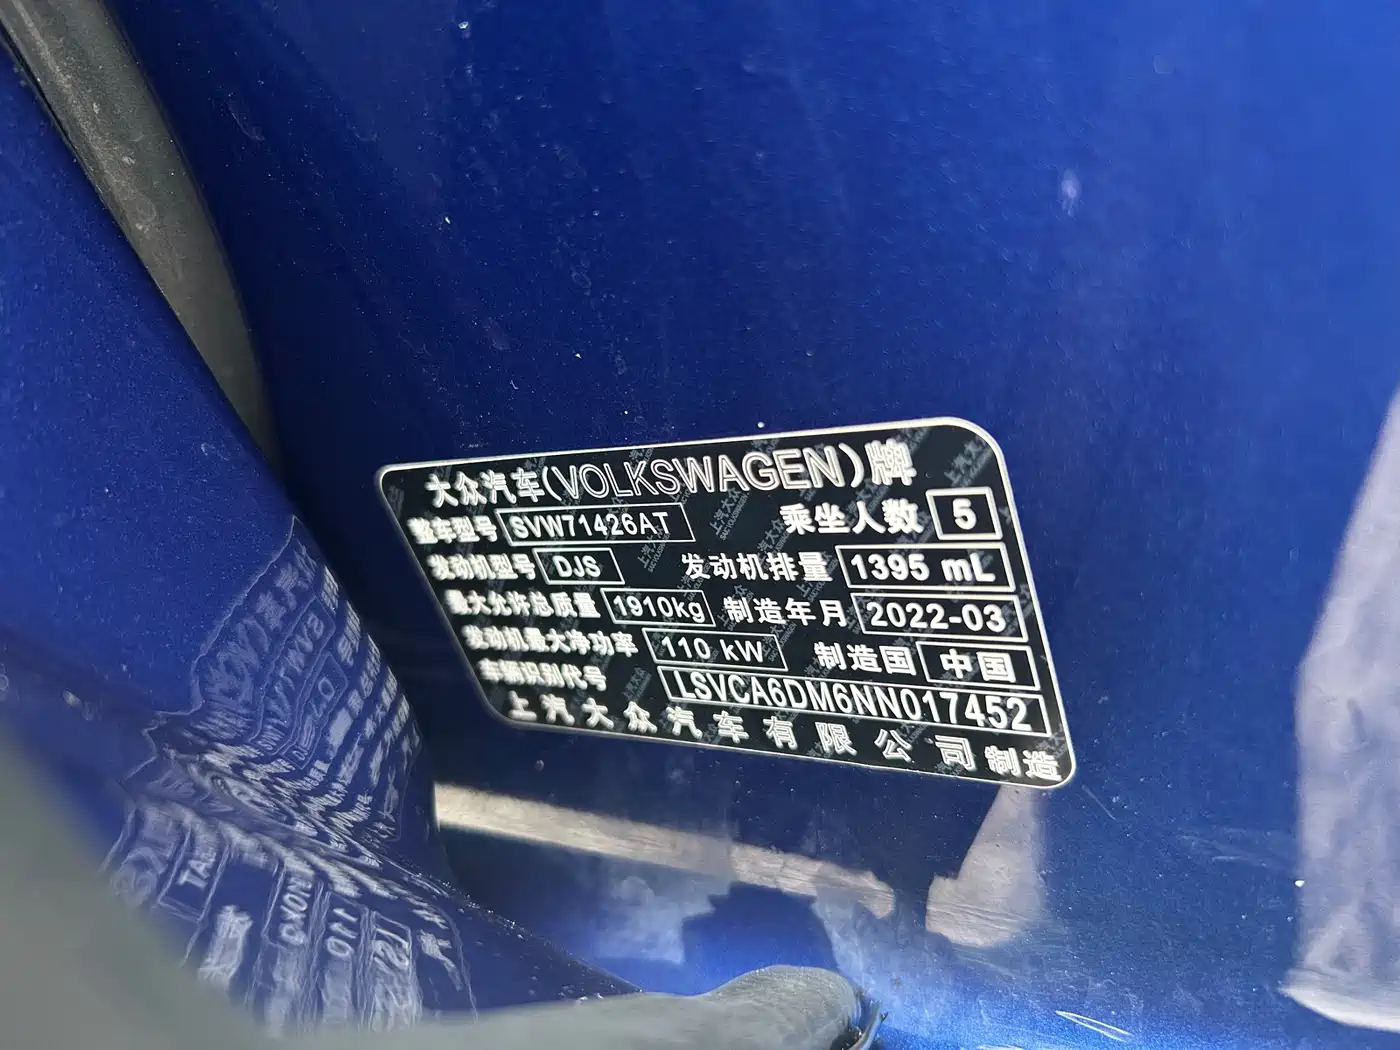 大众汽车(VOLKSWAGEN)牌
整车型号 SVW71426AT 乘坐人数 5
发动机型号 DJS 发动机排量 1395 mL
最大允许总质量 1910kg 制造年月 2022-03
发动机最大净功率 110 kW 制造国 中国
车辆识别代号 LSVCA6DM6NN017452
上汽大众汽车有限公司制造